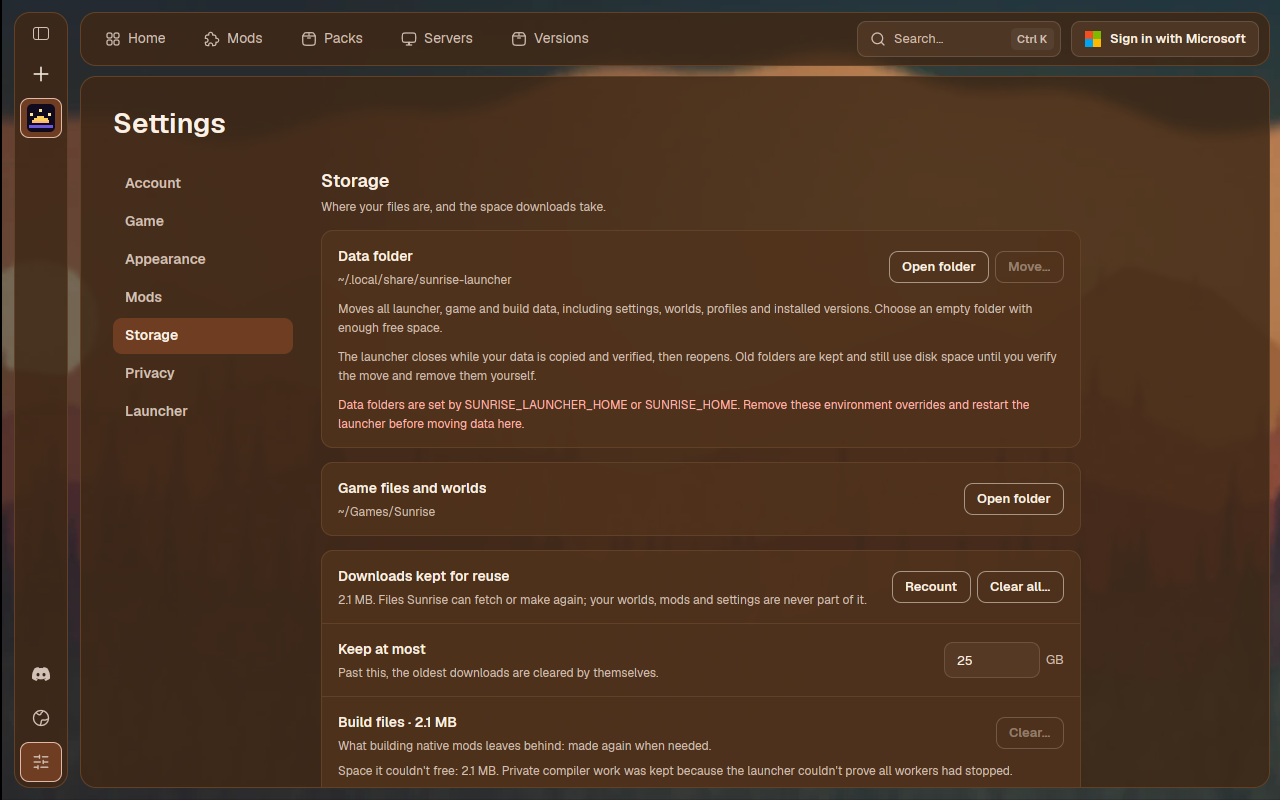 Home
Mods
Packs
Servers
Versions
Search...
Ctrl K
Sign in with Microsoft
Settings
Account
Game
Appearance
Mods
Storage
Privacy
Launcher
Storage
Where your files are, and the space downloads take.
Data folder
~/.local/share/sunrise-launcher
Open folder
Move...
Moves all launcher, game and build data, including settings, worlds, profiles and installed versions. Choose an empty folder with
enough free space.
The launcher closes while your data is copied and verified, then reopens. Old folders are kept and still use disk space until you verify
the move and remove them yourself.
Data folders are set by SUNRISE_LAUNCHER_HOME or SUNRISE_HOME. Remove these environment overrides and restart the
launcher before moving data here.
Game files and worlds
~/Games/Sunrise
Open folder
Downloads kept for reuse
2.1 MB. Files Sunrise can fetch or make again; your worlds, mods and settings are never part of it.
Recount
Clear all...
Keep at most
Past this, the oldest downloads are cleared by themselves.
25
GB
Build files · 2.1 MB
What building native mods leaves behind: made again when needed.
Clear...
Space it couldn't free: 2.1 MB. Private compiler work was kept because the launcher couldn't prove all workers had stopped.